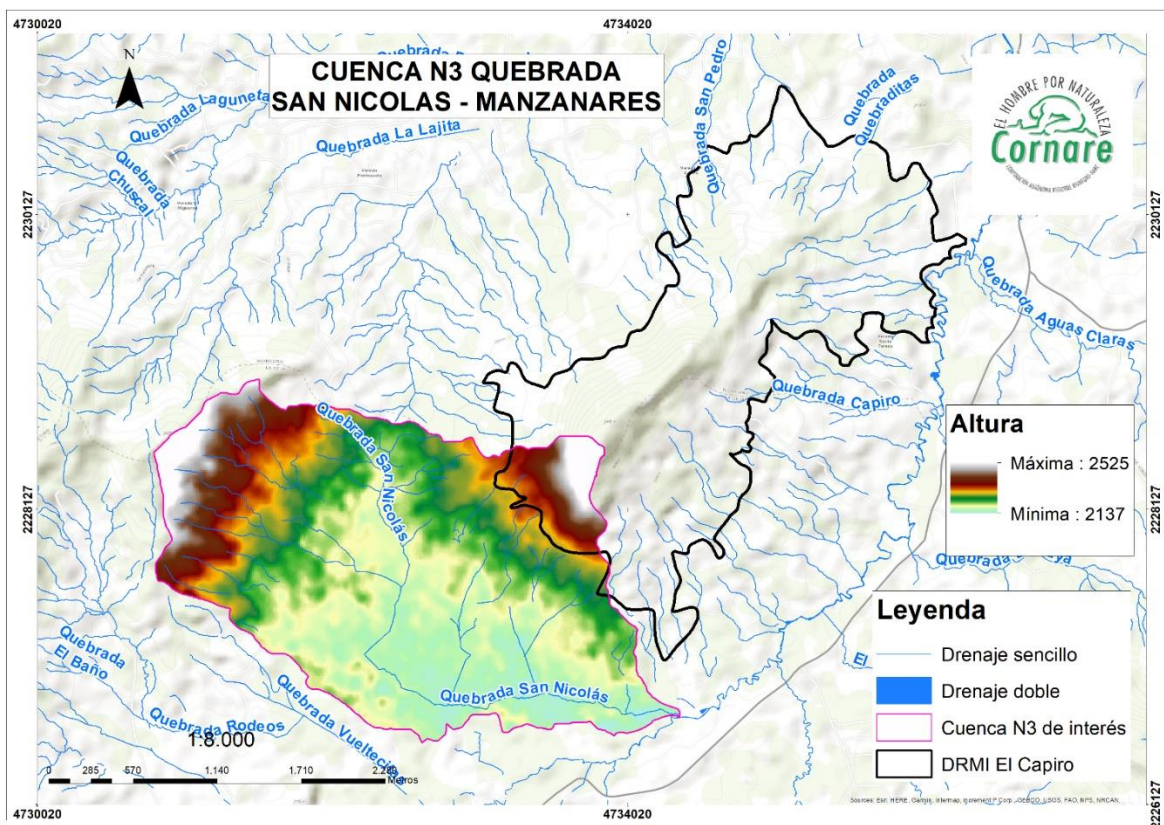 4730020
4734020
CUENCA N3 QUEBRADA
SAN NICOLAS - MANZANARES
N
Quebrada
Quebrada Laguneta
Quebrada La Lajita
Quebrada
Chuscal
Quebrada San Pedro
Quebrada
Quebraditas
EL HOMBRE POR NATURALEZA
Cornare
2230127
2230127
Quebrada Aguas Claras
Quebrada Capiro
Quebrada San Nicolás
Altura
Máxima : 2525
Mínima : 2137
2228127
2228127
Quebrada
Leyenda
Drenaje sencillo
Drenaje doble
Cuenca N3 de interés
DRMI El Capiro
El
Quebrada
El Baño
Quebrada San Nicolás
Quebrada Rodeos
Quebrada Vueltecita
1:8.000
0 285 570 1.140 1.710 2.280
Metros
2226127
4730020
4734020